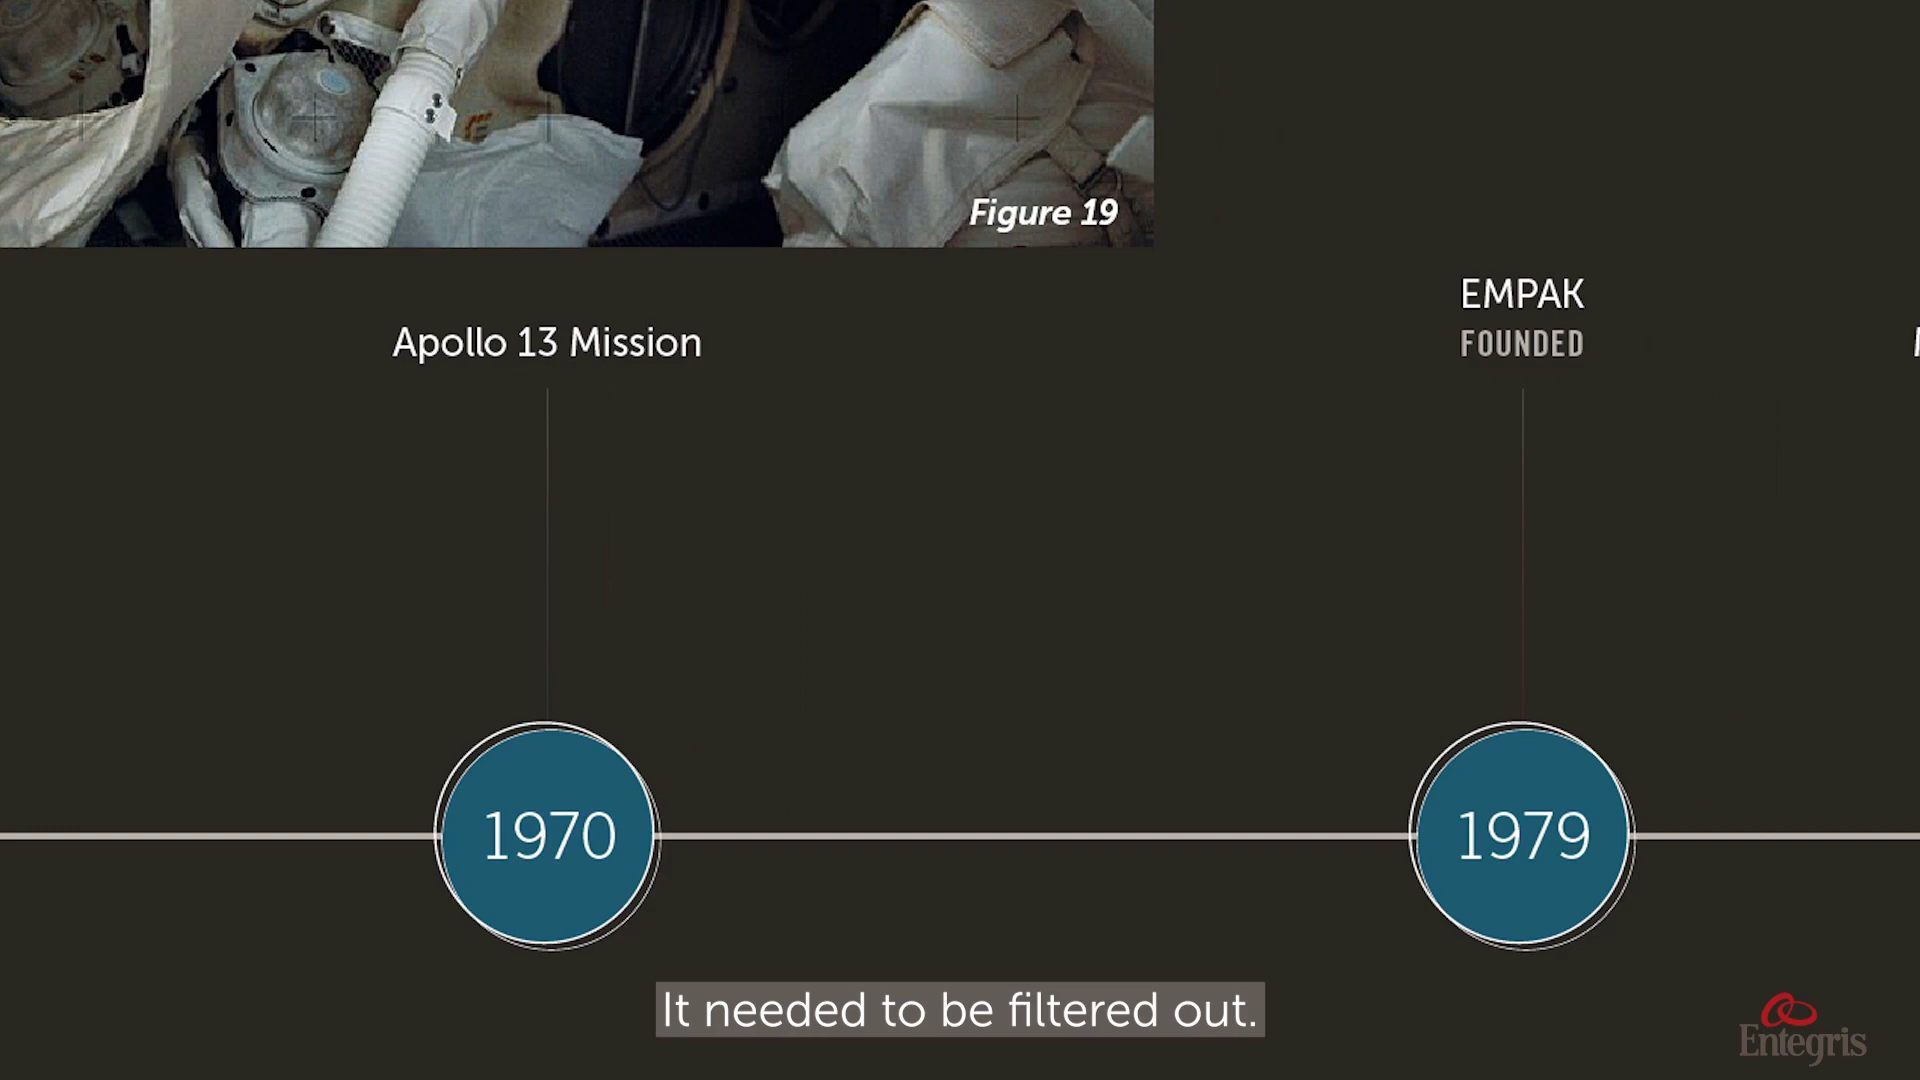 Figure 19
Apollo 13 Mission
EMPAK
FOUNDED
1970
1979
It needed to be filtered out.
Entegris